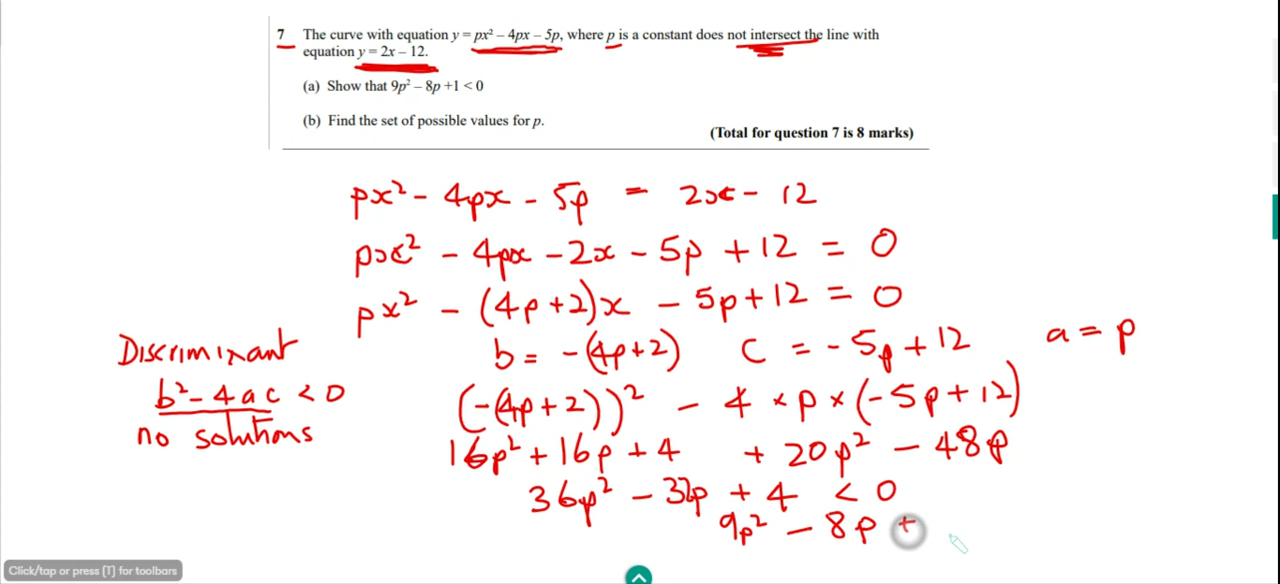 7 The curve with equation y = px² – 4px – 5p, where p is a constant does not intersect the line with
equation y = 2x – 12.
(a) Show that 9p² – 8p +1 < 0
(b) Find the set of possible values for p.
(Total for question 7 is 8 marks)
px² - 4px - 5p = 2x - 12
px² - 4px - 2x - 5p + 12 = 0
px² - (4p+2)x - 5p+12 = 0
Discriminant
b = -(4p+2) c = -5p+12 a = p
b² - 4ac < 0
(-(4p+2))² - 4 × p × (-5p+12)
no solutions
16p² + 16p + 4 + 20p² - 48p
36p² - 32p + 4 < 0
9p² - 8p +
Click/tap or press [T] for toolbars